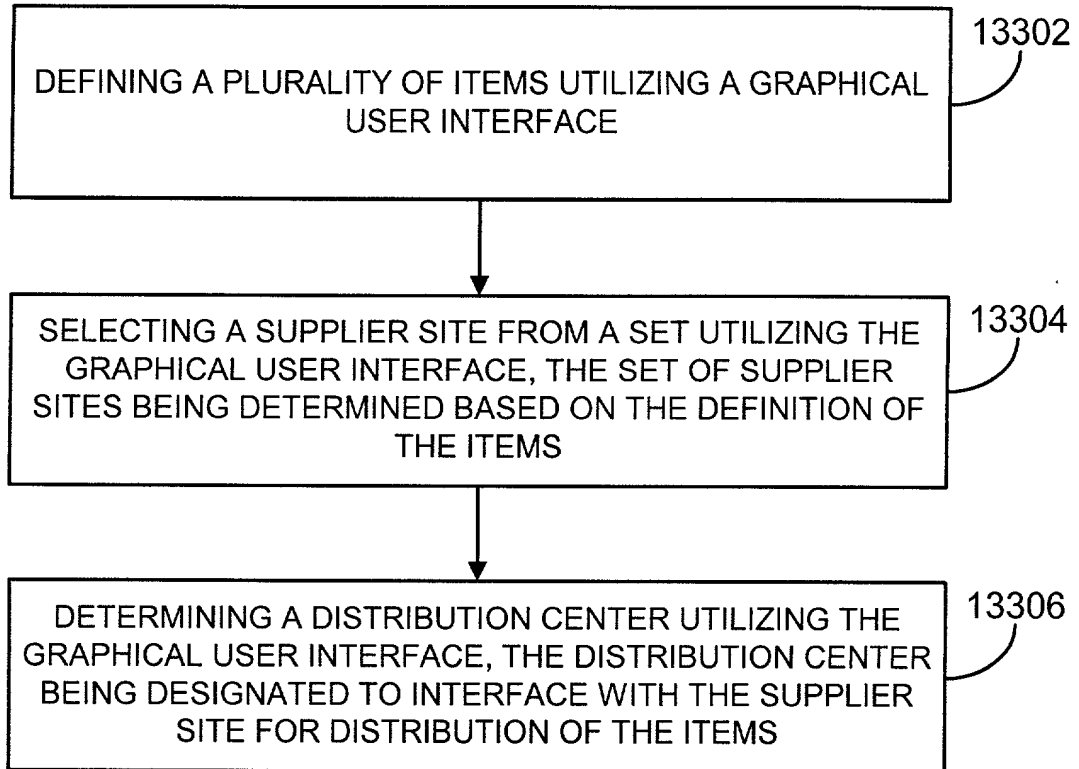 13302
DEFINING A PLURALITY OF ITEMS UTILIZING A GRAPHICAL
USER INTERFACE
13304
SELECTING A SUPPLIER SITE FROM A SET UTILIZING THE
GRAPHICAL USER INTERFACE, THE SET OF SUPPLIER
SITES BEING DETERMINED BASED ON THE DEFINITION OF
THE ITEMS
13306
DETERMINING A DISTRIBUTION CENTER UTILIZING THE
GRAPHICAL USER INTERFACE, THE DISTRIBUTION CENTER
BEING DESIGNATED TO INTERFACE WITH THE SUPPLIER
SITE FOR DISTRIBUTION OF THE ITEMS